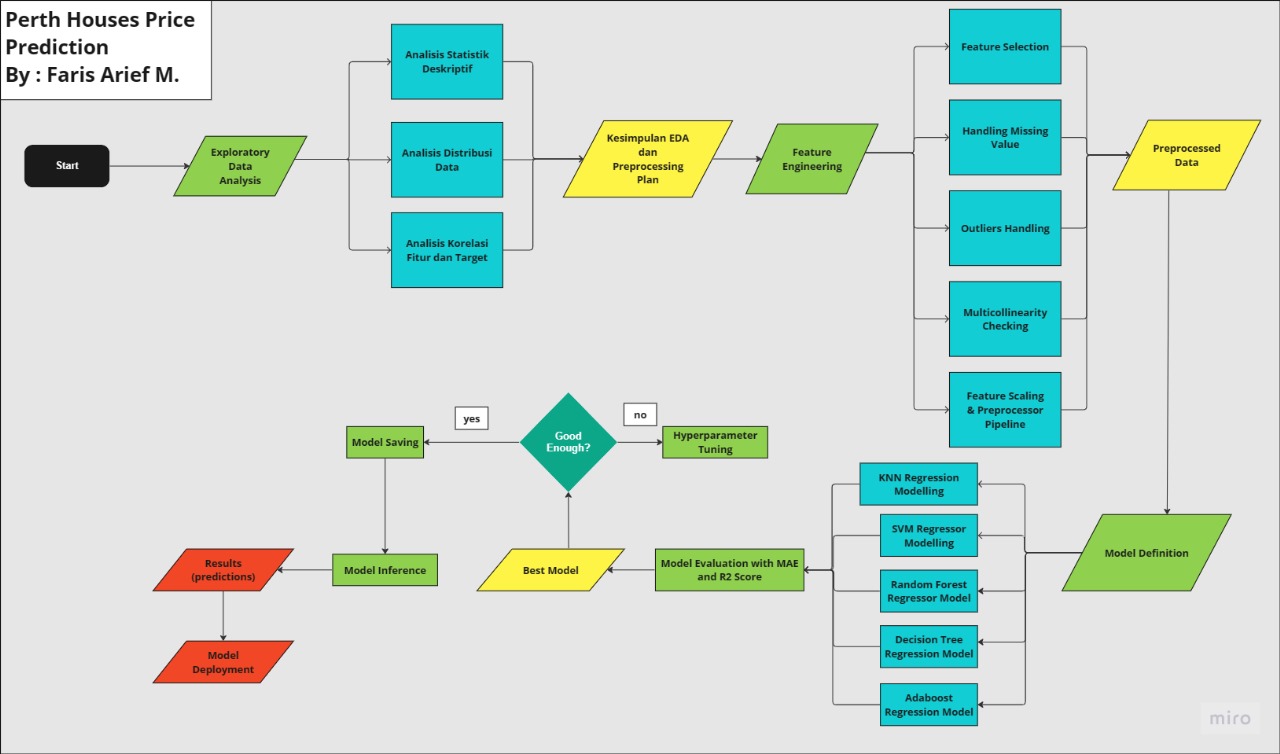 Perth Houses Price
Prediction
By : Faris Arief M.
Start
Exploratory
Data
Analysis
Analisis Statistik
Deskriptif
Analisis Distribusi
Data
Analisis Korelasi
Fitur dan Target
Kesimpulan EDA
dan
Preprocessing
Plan
Feature
Engineering
Feature Selection
Handling Missing
Value
Outliers Handling
Multicollinearity
Checking
Feature Scaling
& Preprocessor
Pipeline
Preprocessed
Data
Model Definition
KNN Regression
Modelling
SVM Regressor
Modelling
Random Forest
Regressor Model
Decision Tree
Regression Model
Adaboost
Regression Model
Model Evaluation with MAE
and R2 Score
Best Model
Good
Enough?
no
Hyperparameter
Tuning
yes
Model Saving
Model Inference
Results
(predictions)
Model
Deployment
miro